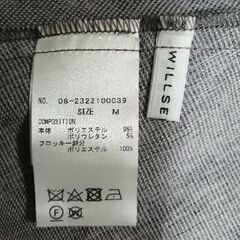 NO. 08-2322100039
SIZE M
COMPOSITION
本体 ポリエステル 95%
ポリウレタン 5%
フロッキー部分
ポリエステル 100%
WILLSE
F W